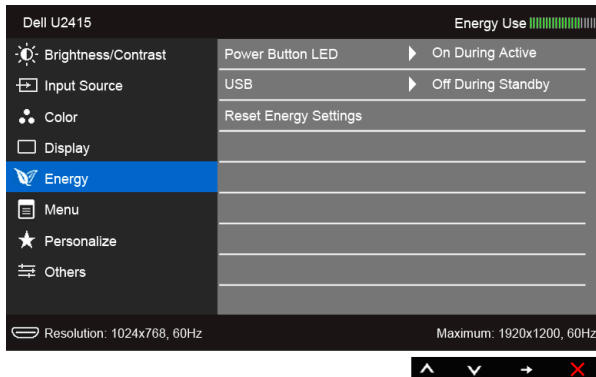 Dell U2415 Energy Use
Brightness/Contrast Power Button LED On During Active
Input Source USB Off During Standby
Color Reset Energy Settings
Display
Energy
Menu
Personalize
Others
Resolution: 1024x768, 60Hz Maximum: 1920x1200, 60Hz